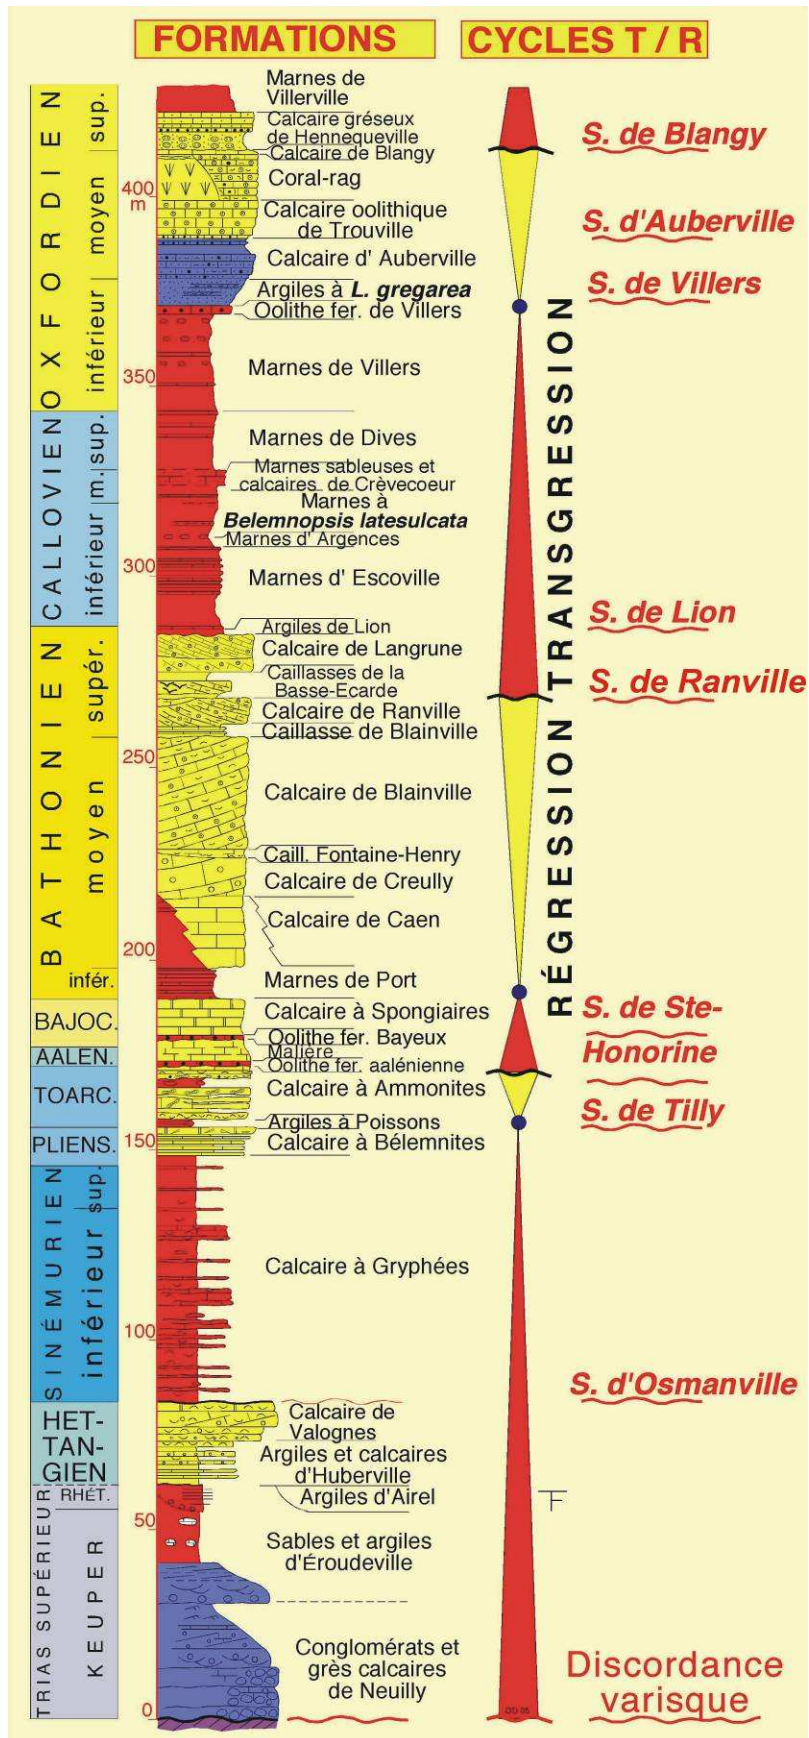 FORMATIONS
CYCLES T / R
OXFORDIEN
sup.
moyen
inférieur
CALLOVIEN
sup.
m.
inférieur
BATHONIEN
supér.
moyen
infér.
BAJOC.
AALEN.
TOARC.
PLIENS.
SINÉMURIEN
sup.
inférieur
HET-
TAN-
GIEN
RHÉT.
TRIAS SUPÉRIEUR
KEUPER
400
m
350
300
250
200
150
100
50
0
Marnes de
Villerville
Calcaire gréseux
de Hennequeville
Calcaire de Blangy
Coral-rag
Calcaire oolithique
de Trouville
Calcaire d' Auberville
Argiles à L. gregarea
Oolithe fer. de Villers
Marnes de Villers
Marnes de Dives
Marnes sableuses et
calcaires de Crèvecoeur
Marnes à
Belemnopsis latesulcata
Marnes d' Argences
Marnes d' Escoville
Argiles de Lion
Calcaire de Langrune
Caillasses de la
Basse-Ecarde
Calcaire de Ranville
Caillasse de Blainville
Calcaire de Blainville
Caill. Fontaine-Henry
Calcaire de Creully
Calcaire de Caen
Marnes de Port
Calcaire à Spongiaires
Oolithe fer. Bayeux
Malière
Oolithe fer. aalénienne
Calcaire à Ammonites
Argiles à Poissons
Calcaire à Bélemnites
Calcaire à Gryphées
Calcaire de
Valognes
Argiles et calcaires
d'Huberville
Argiles d'Airel
Sables et argiles
d'Éroudeville
Conglomérats et
grès calcaires
de Neuilly
RÉGRESSION TRANSGRESSION
S. de Blangy
S. d'Auberville
S. de Villers
S. de Lion
S. de Ranville
S. de Ste-
Honorine
S. de Tilly
S. d'Osmanville
F
Discordance
varisque
OD 05